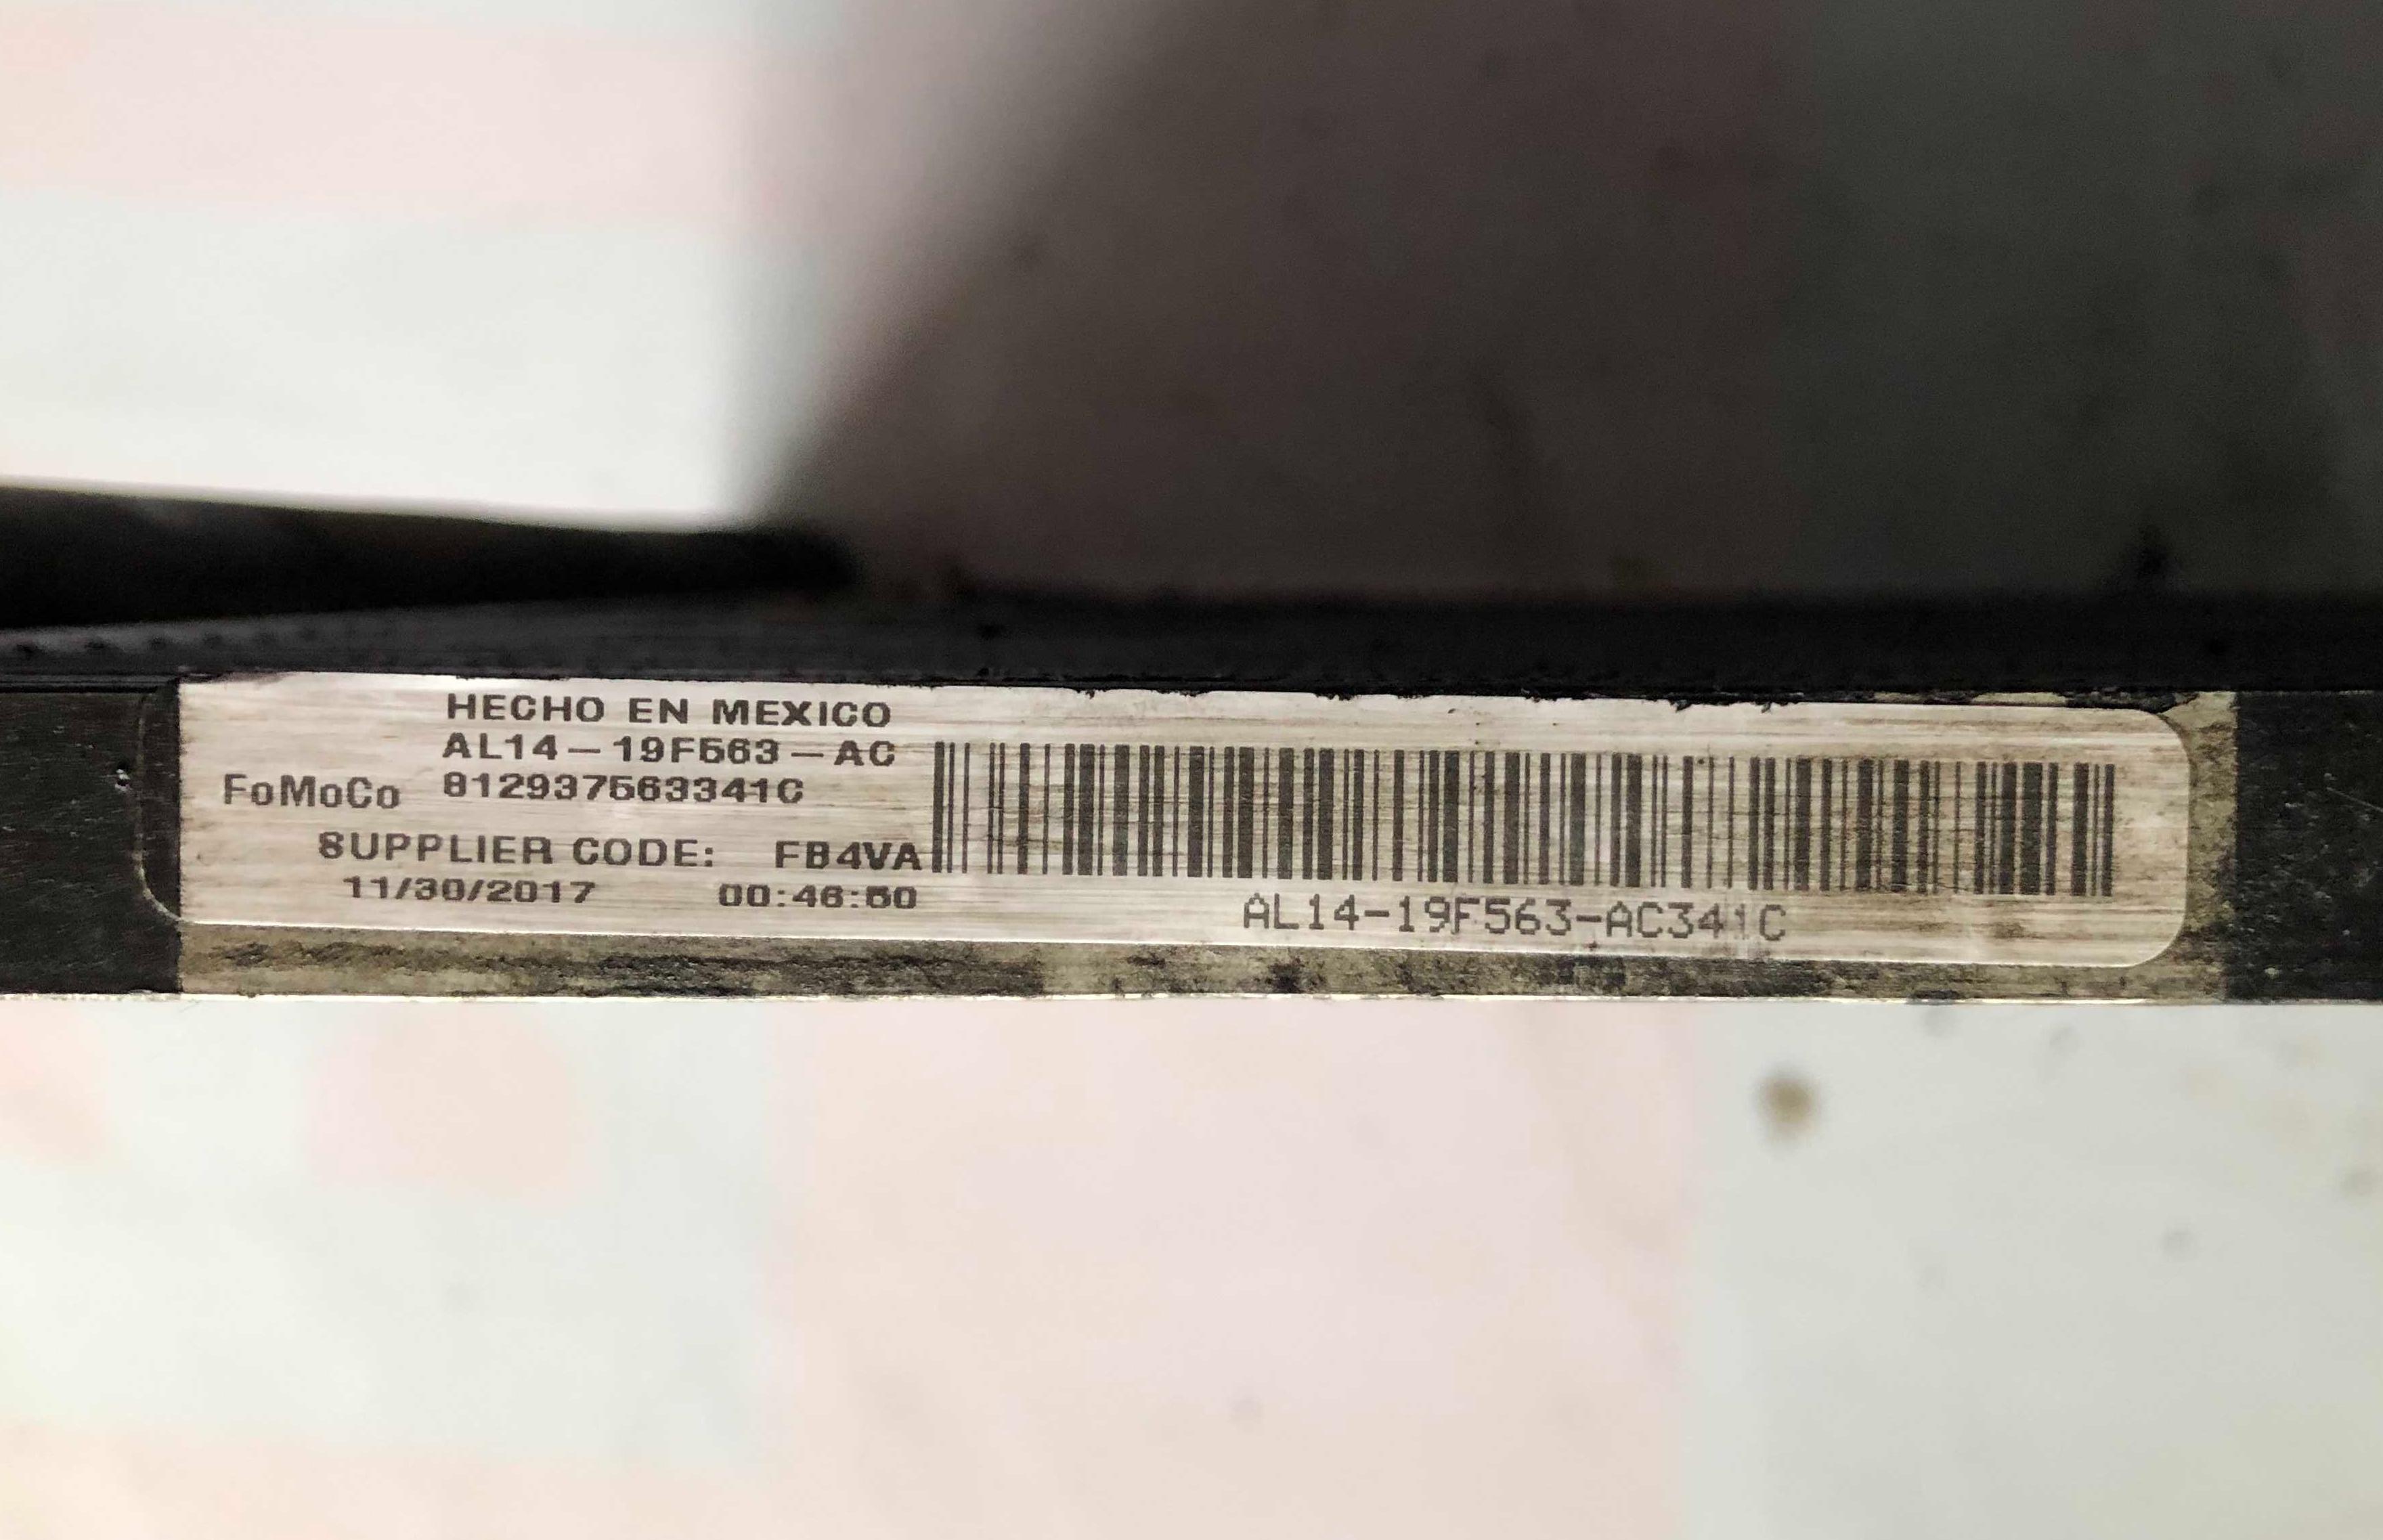 HECHO EN MEXICO
AL14-19F563-AC
FoMoCo 812937563341C
SUPPLIER CODE: FB4VA
11/30/2017 00:46:50
AL14-19F563-AC341C